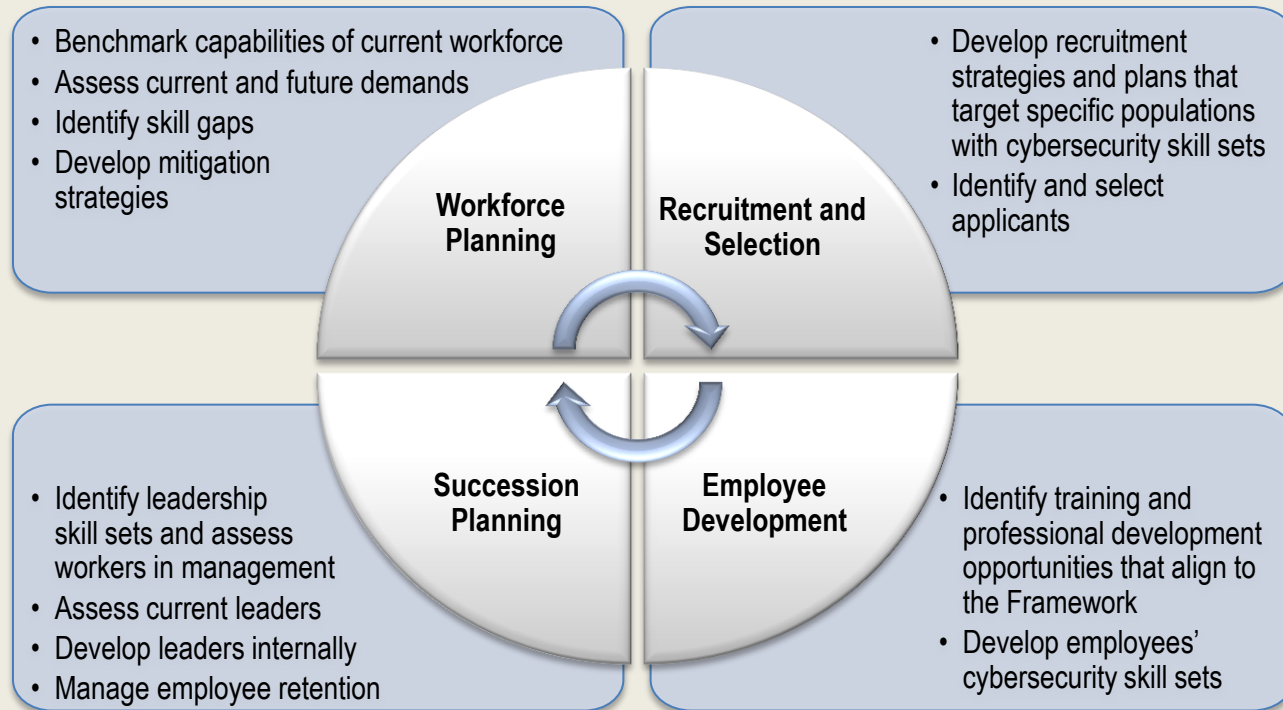 • Benchmark capabilities of current workforce
• Assess current and future demands
• Identify skill gaps
• Develop mitigation
strategies
• Develop recruitment
strategies and plans that
target specific populations
with cybersecurity skill sets
• Identify and select
applicants
Workforce
Planning
Recruitment and
Selection
Succession
Planning
Employee
Development
• Identify leadership
skill sets and assess
workers in management
• Assess current leaders
• Develop leaders internally
• Manage employee retention
• Identify training and
professional development
opportunities that align to
the Framework
• Develop employees’
cybersecurity skill sets